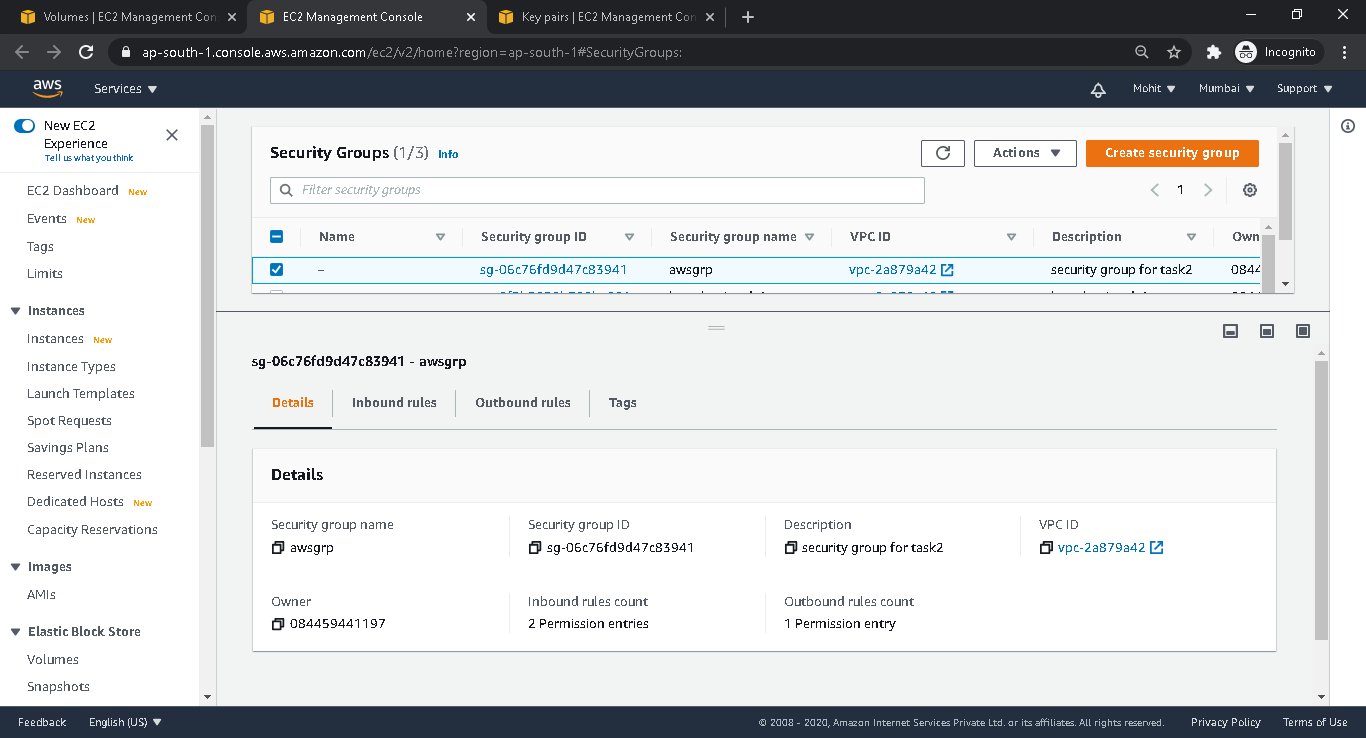 Volumes | EC2 Management Con
EC2 Management Console
Key pairs | EC2 Management Con
ap-south-1.console.aws.amazon.com/ec2/v2/home?region=ap-south-1#SecurityGroups:
Incognito
aws
Services
Mohit
Mumbai
Support
New EC2
Experience
Tell us what you think
EC2 Dashboard New
Events New
Tags
Limits
Instances
Instances New
Instance Types
Launch Templates
Spot Requests
Savings Plans
Reserved Instances
Dedicated Hosts New
Capacity Reservations
Images
AMIs
Elastic Block Store
Volumes
Snapshots
Security Groups (1/3) Info
Actions
Create security group
Filter security groups
1
Name Security group ID Security group name VPC ID Description Own
– sg-06c76fd9d47c83941 awsgrp vpc-2a879a42 security group for task2 0844
sg-06c76fd9d47c83941 - awsgrp
Details Inbound rules Outbound rules Tags
Details
Security group name Security group ID Description VPC ID
awsgrp sg-06c76fd9d47c83941 security group for task2 vpc-2a879a42
Owner Inbound rules count Outbound rules count
084459441197 2 Permission entries 1 Permission entry
Feedback English (US) © 2008 - 2020, Amazon Internet Services Private Ltd. or its affiliates. All rights reserved. Privacy Policy Terms of Use